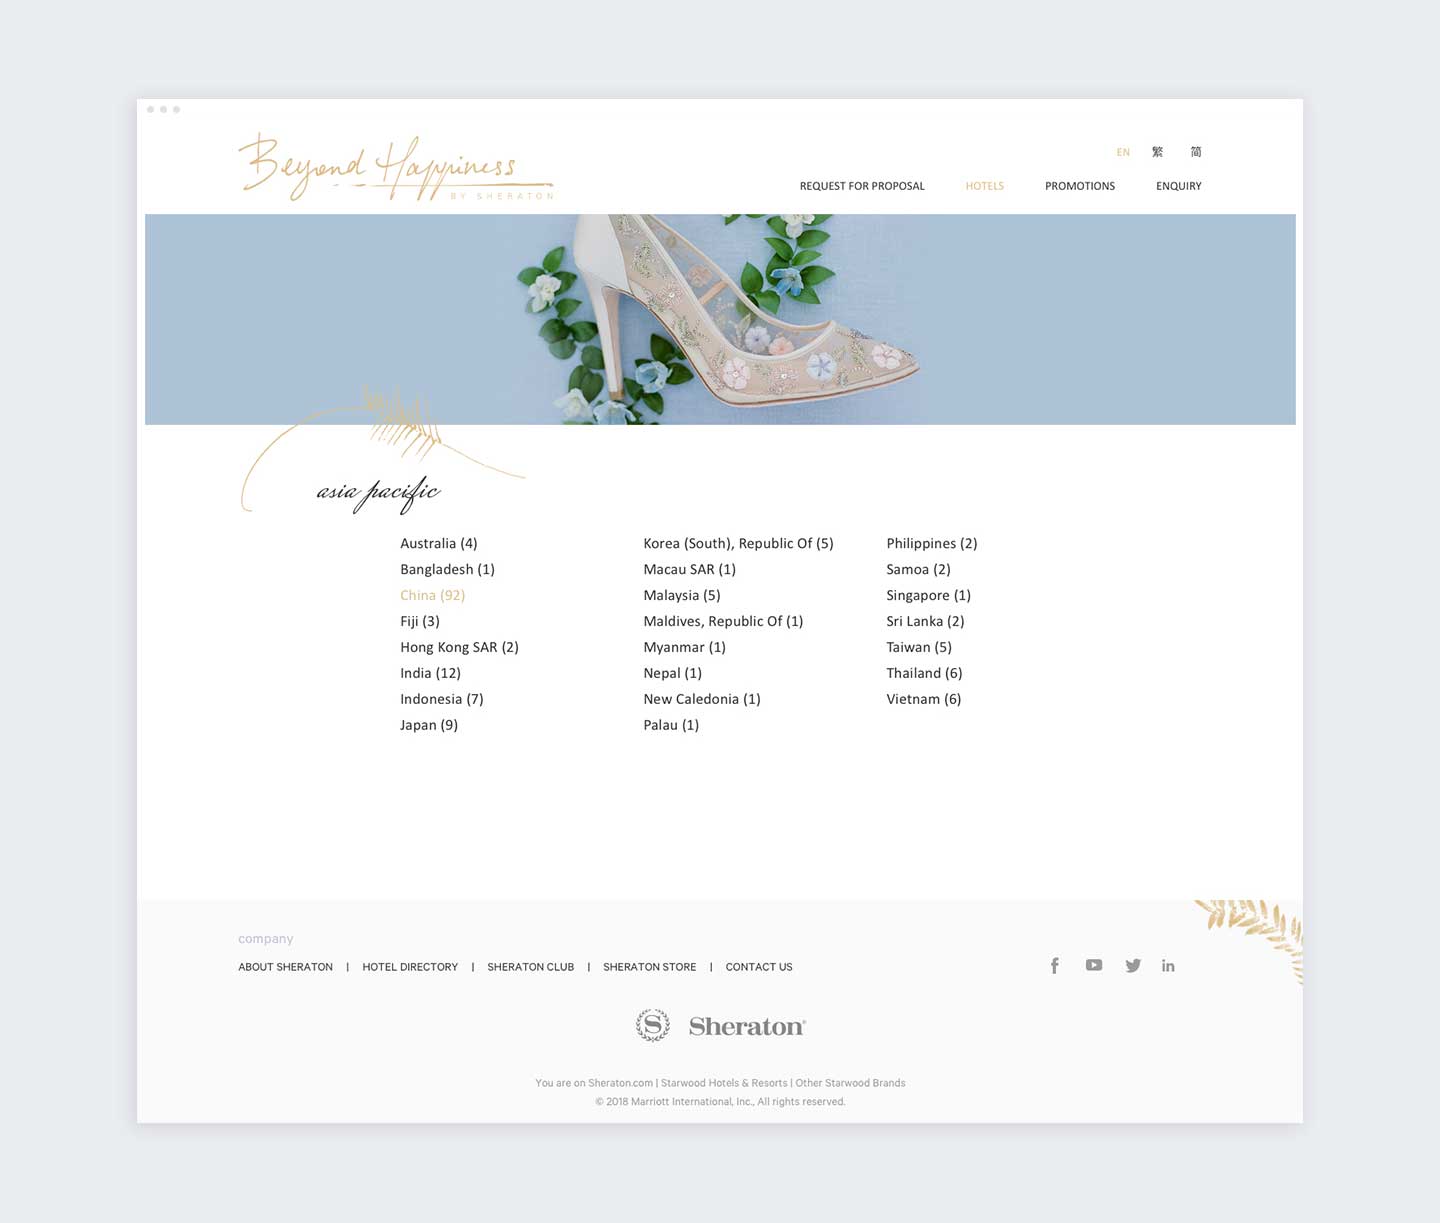 Beyond Happiness
BY SHERATON
EN 繁 简
REQUEST FOR PROPOSAL HOTELS PROMOTIONS ENQUIRY
asia pacific
Australia (4)
Bangladesh (1)
China (92)
Fiji (3)
Hong Kong SAR (2)
India (12)
Indonesia (7)
Japan (9)
Korea (South), Republic Of (5)
Macau SAR (1)
Malaysia (5)
Maldives, Republic Of (1)
Myanmar (1)
Nepal (1)
New Caledonia (1)
Palau (1)
Philippines (2)
Samoa (2)
Singapore (1)
Sri Lanka (2)
Taiwan (5)
Thailand (6)
Vietnam (6)
company
ABOUT SHERATON | HOTEL DIRECTORY | SHERATON CLUB | SHERATON STORE | CONTACT US
S Sheraton®
You are on Sheraton.com | Starwood Hotels & Resorts | Other Starwood Brands
© 2018 Marriott International, Inc., All rights reserved.